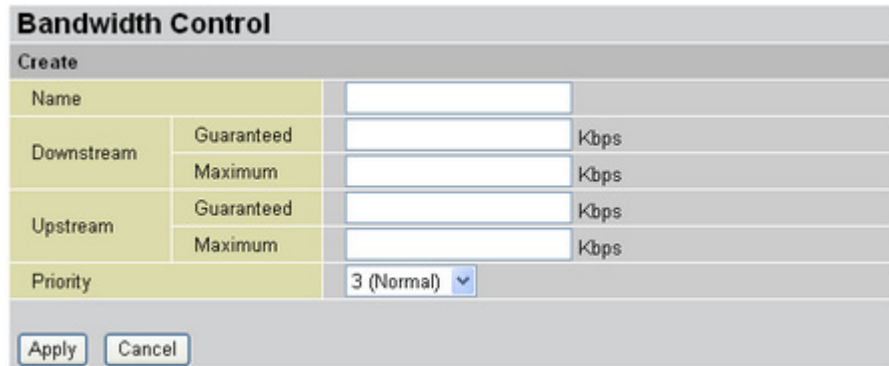 Bandwidth Control
Create
Name
Downstream
Guaranteed Kbps
Maximum Kbps
Upstream
Guaranteed Kbps
Maximum Kbps
Priority 3 (Normal)
Apply Cancel